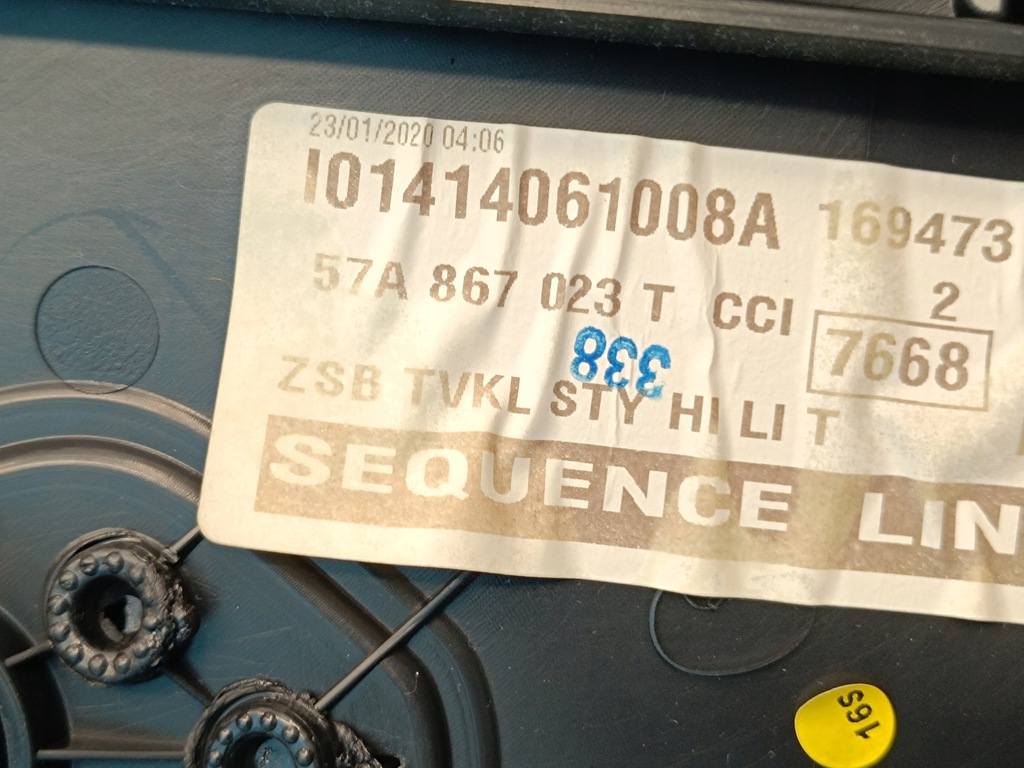 23/01/2020 04:06
I01414061008A 169473
57A 867 023 T CCI 2
7668
338
ZSB TVKL STY HI LI T
SEQUENCE LIN
16S